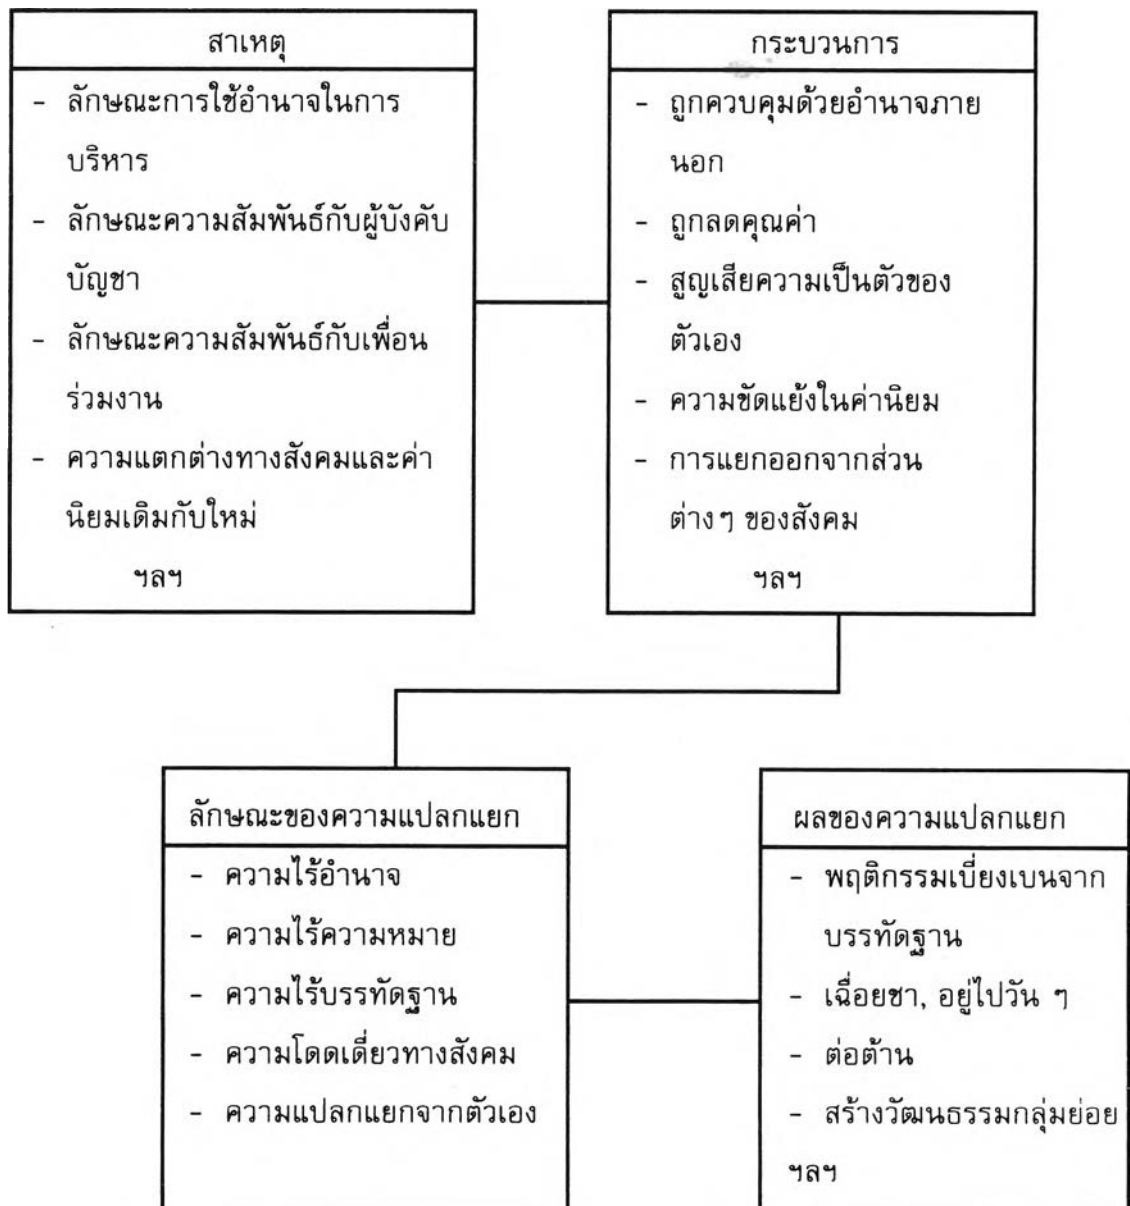 สาเหตุ
- ลักษณะการใช้อำนาจในการ
บริหาร
- ลักษณะความสัมพันธ์กับผู้บังคับ
บัญชา
- ลักษณะความสัมพันธ์กับเพื่อน
ร่วมงาน
- ความแตกต่างทางสังคมและค่า
นิยมเดิมกับใหม่
ฯลฯ
กระบวนการ
- ถูกควบคุมด้วยอำนาจภาย
นอก
- ถูกลดคุณค่า
- สูญเสียความเป็นตัวของ
ตัวเอง
- ความขัดแย้งในค่านิยม
- การแยกออกจากส่วน
ต่างๆ ของสังคม
ฯลฯ
ลักษณะของความแปลกแยก
- ความไร้อำนาจ
- ความไร้ความหมาย
- ความไร้บรรทัดฐาน
- ความโดดเดี่ยวทางสังคม
- ความแปลกแยกจากตัวเอง
ผลของความแปลกแยก
- พฤติกรรมเบี่ยงเบนจาก
บรรทัดฐาน
- เฉื่อยชา, อยู่ไปวัน ๆ
- ต่อต้าน
- สร้างวัฒนธรรมกลุ่มย่อย
ฯลฯ